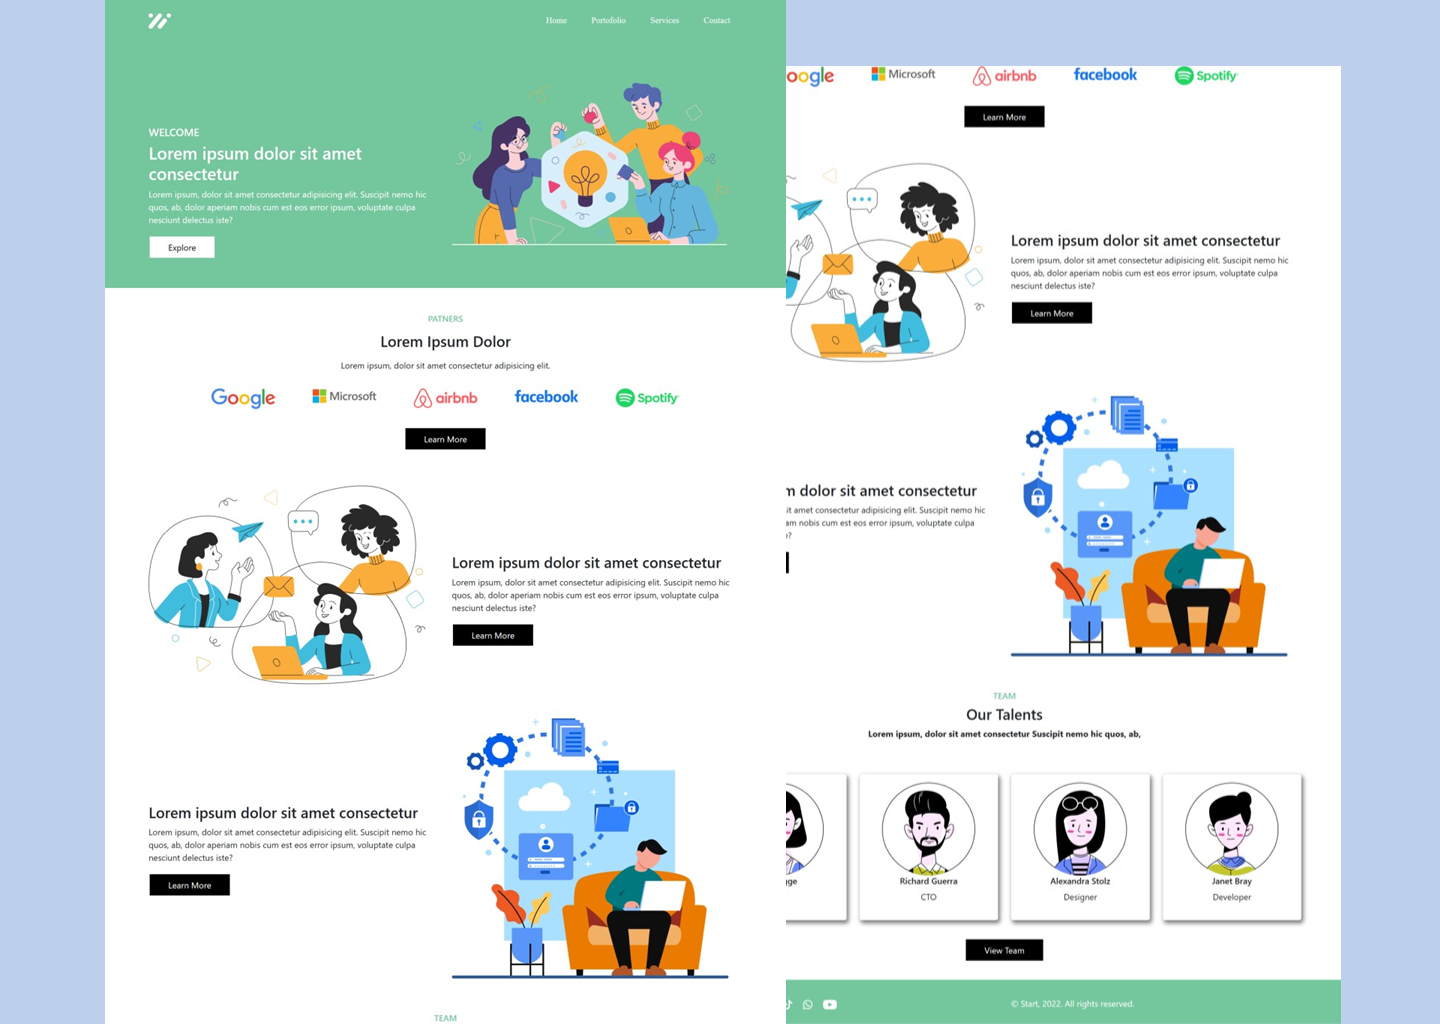 Home Portofolio Services Contact
WELCOME
Lorem ipsum dolor sit amet
consectetur
Lorem ipsum, dolor sit amet consectetur adipisicing elit. Suscipit nemo hic
quos, ab, dolor aperiam nobis cum est eos error ipsum, voluptate culpa
nesciunt delectus iste?
Explore
PATNERS
Lorem Ipsum Dolor
Lorem ipsum, dolor sit amet consectetur adipisicing elit.
Google Microsoft airbnb facebook Spotify
Learn More
Lorem ipsum dolor sit amet consectetur
Lorem ipsum, dolor sit amet consectetur adipisicing elit. Suscipit nemo hic
quos, ab, dolor aperiam nobis cum est eos error ipsum, voluptate culpa
nesciunt delectus iste?
Learn More
Lorem ipsum dolor sit amet consectetur
Lorem ipsum, dolor sit amet consectetur adipisicing elit. Suscipit nemo hic
quos, ab, dolor aperiam nobis cum est eos error ipsum, voluptate culpa
nesciunt delectus iste?
Learn More
TEAM
oogle Microsoft airbnb facebook Spotify
Learn More
Lorem ipsum dolor sit amet consectetur
Lorem ipsum, dolor sit amet consectetur adipisicing elit. Suscipit nemo hic
quos, ab, dolor aperiam nobis cum est eos error ipsum, voluptate culpa
nesciunt delectus iste?
Learn More
m dolor sit amet consectetur
sit amet consectetur adipisicing elit. Suscipit nemo hic
am nobis cum est eos error ipsum, voluptate culpa
?
TEAM
Our Talents
Lorem ipsum, dolor sit amet consectetur Suscipit nemo hic quos, ab,
gge
Richard Guerra
CTO
Alexandra Stolz
Designer
Janet Bray
Developer
View Team
© Start, 2022. All rights reserved.